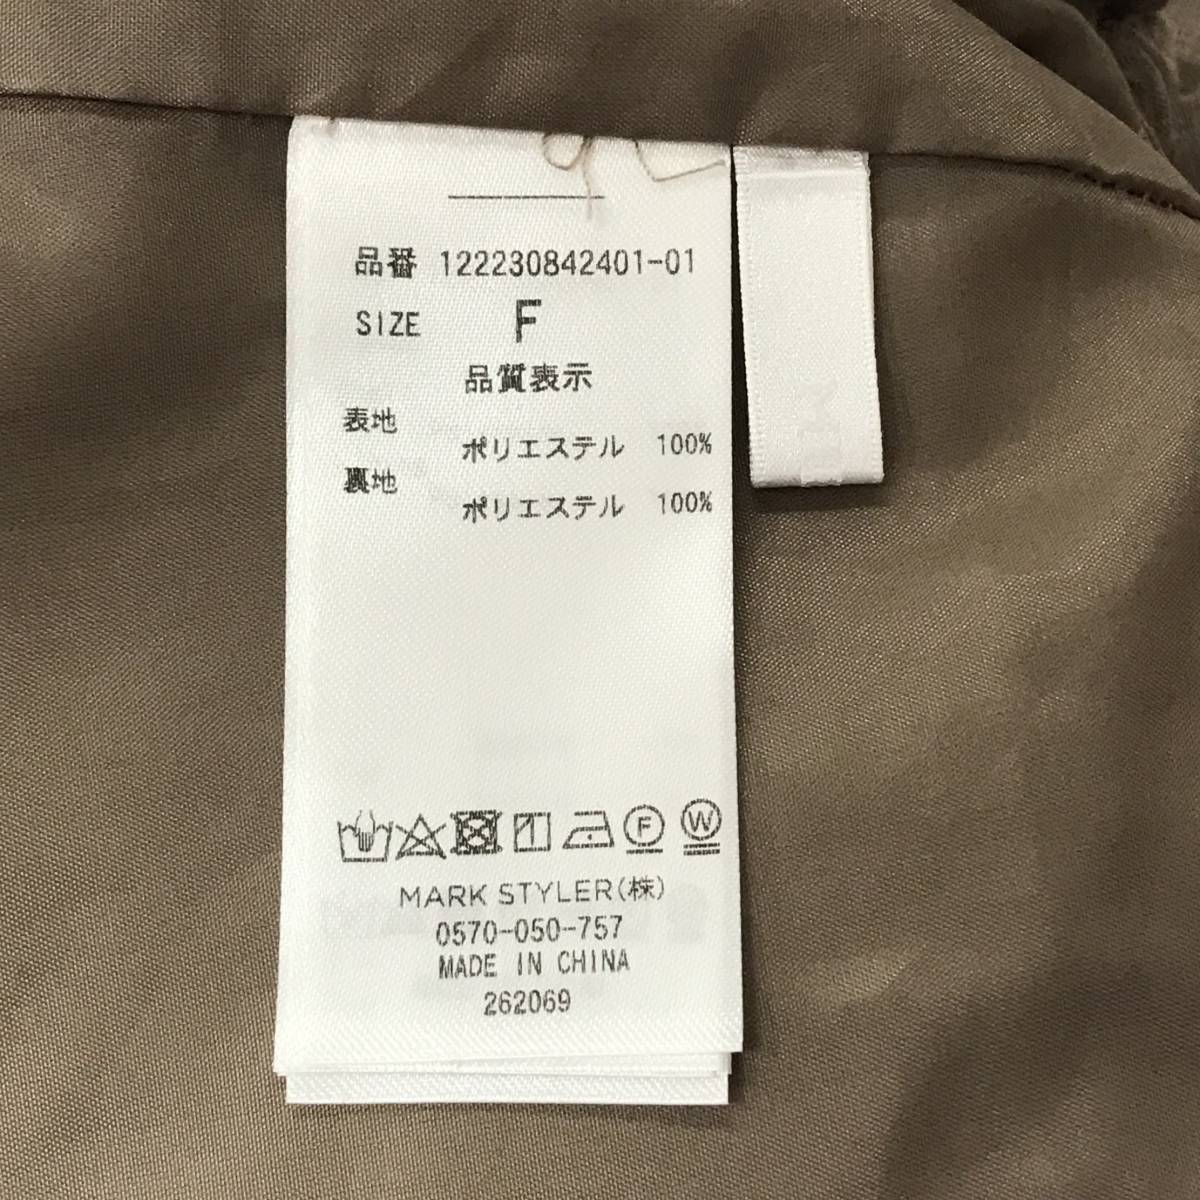 品番 122230842401-01
SIZE F
品質表示
表地
ポリエステル 100%
裏地
ポリエステル 100%
F W
MARK STYLER(株)
0570-050-757
MADE IN CHINA
262069